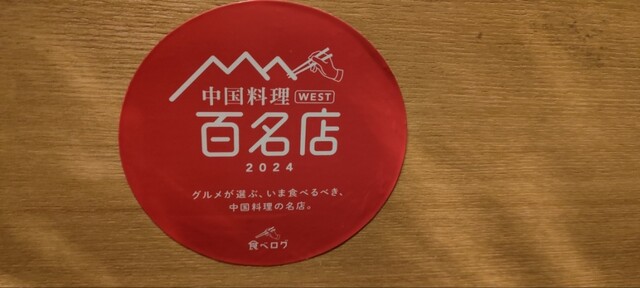 中国料理 WEST
百名店
2024
グルメが選ぶ、いま食べるべき、
中国料理の名店。
食べログ